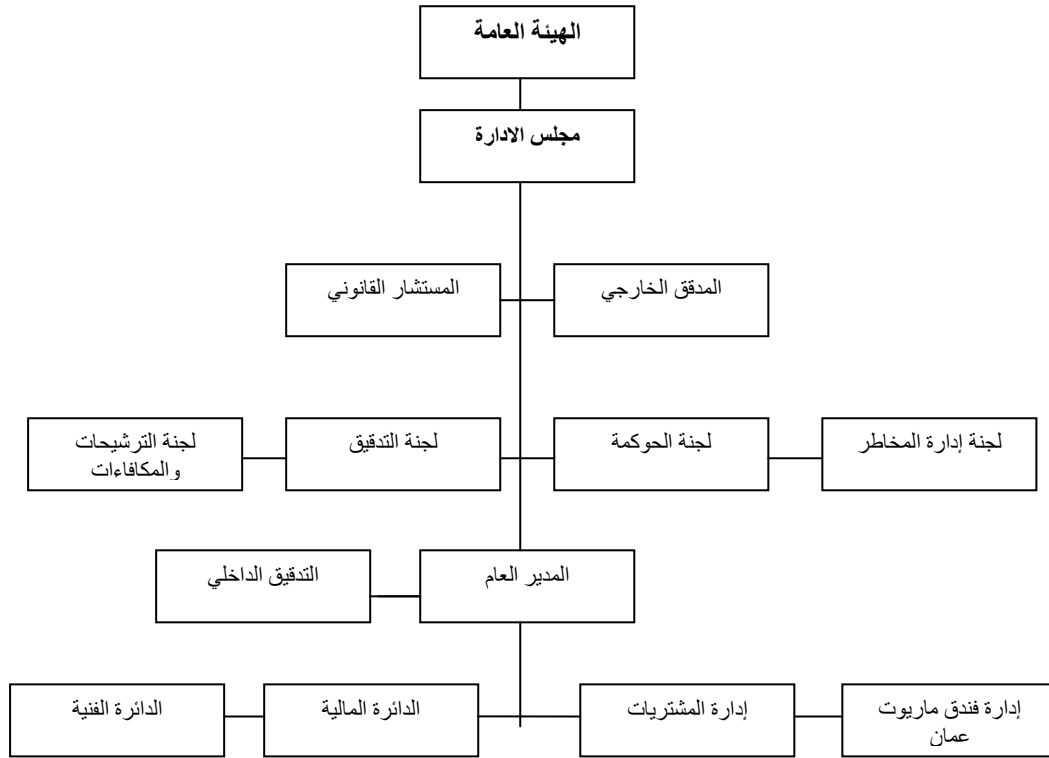 الهيئة العامة
مجلس الادارة
المدقق الخارجي
المستشار القانوني
لجنة إدارة المخاطر
لجنة الحوكمة
لجنة التدقيق
لجنة الترشيحات
والمكافاءات
المدير العام
التدقيق الداخلي
إدارة فندق ماريوت
عمان
إدارة المشتريات
الدائرة المالية
الدائرة الفنية